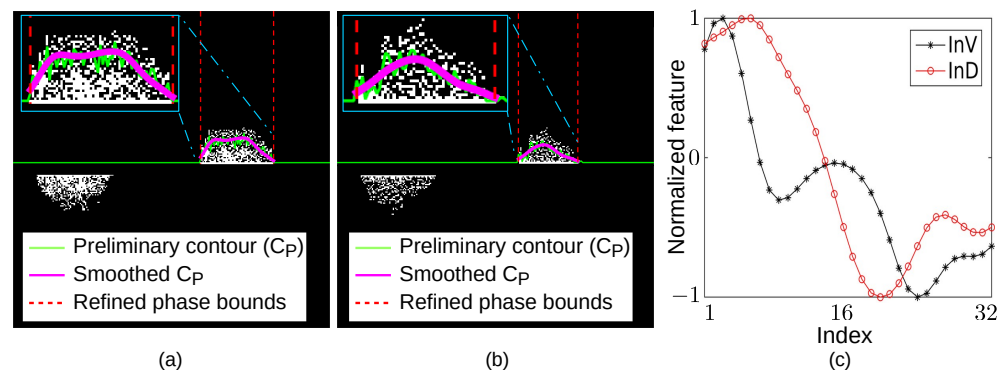 Preliminary contour (CP)
Smoothed CP
Refined phase bounds
(a)
Preliminary contour (CP)
Smoothed CP
Refined phase bounds
(b)
Normalized feature
1
0
−1
InV
InD
1
16
32
Index
(c)